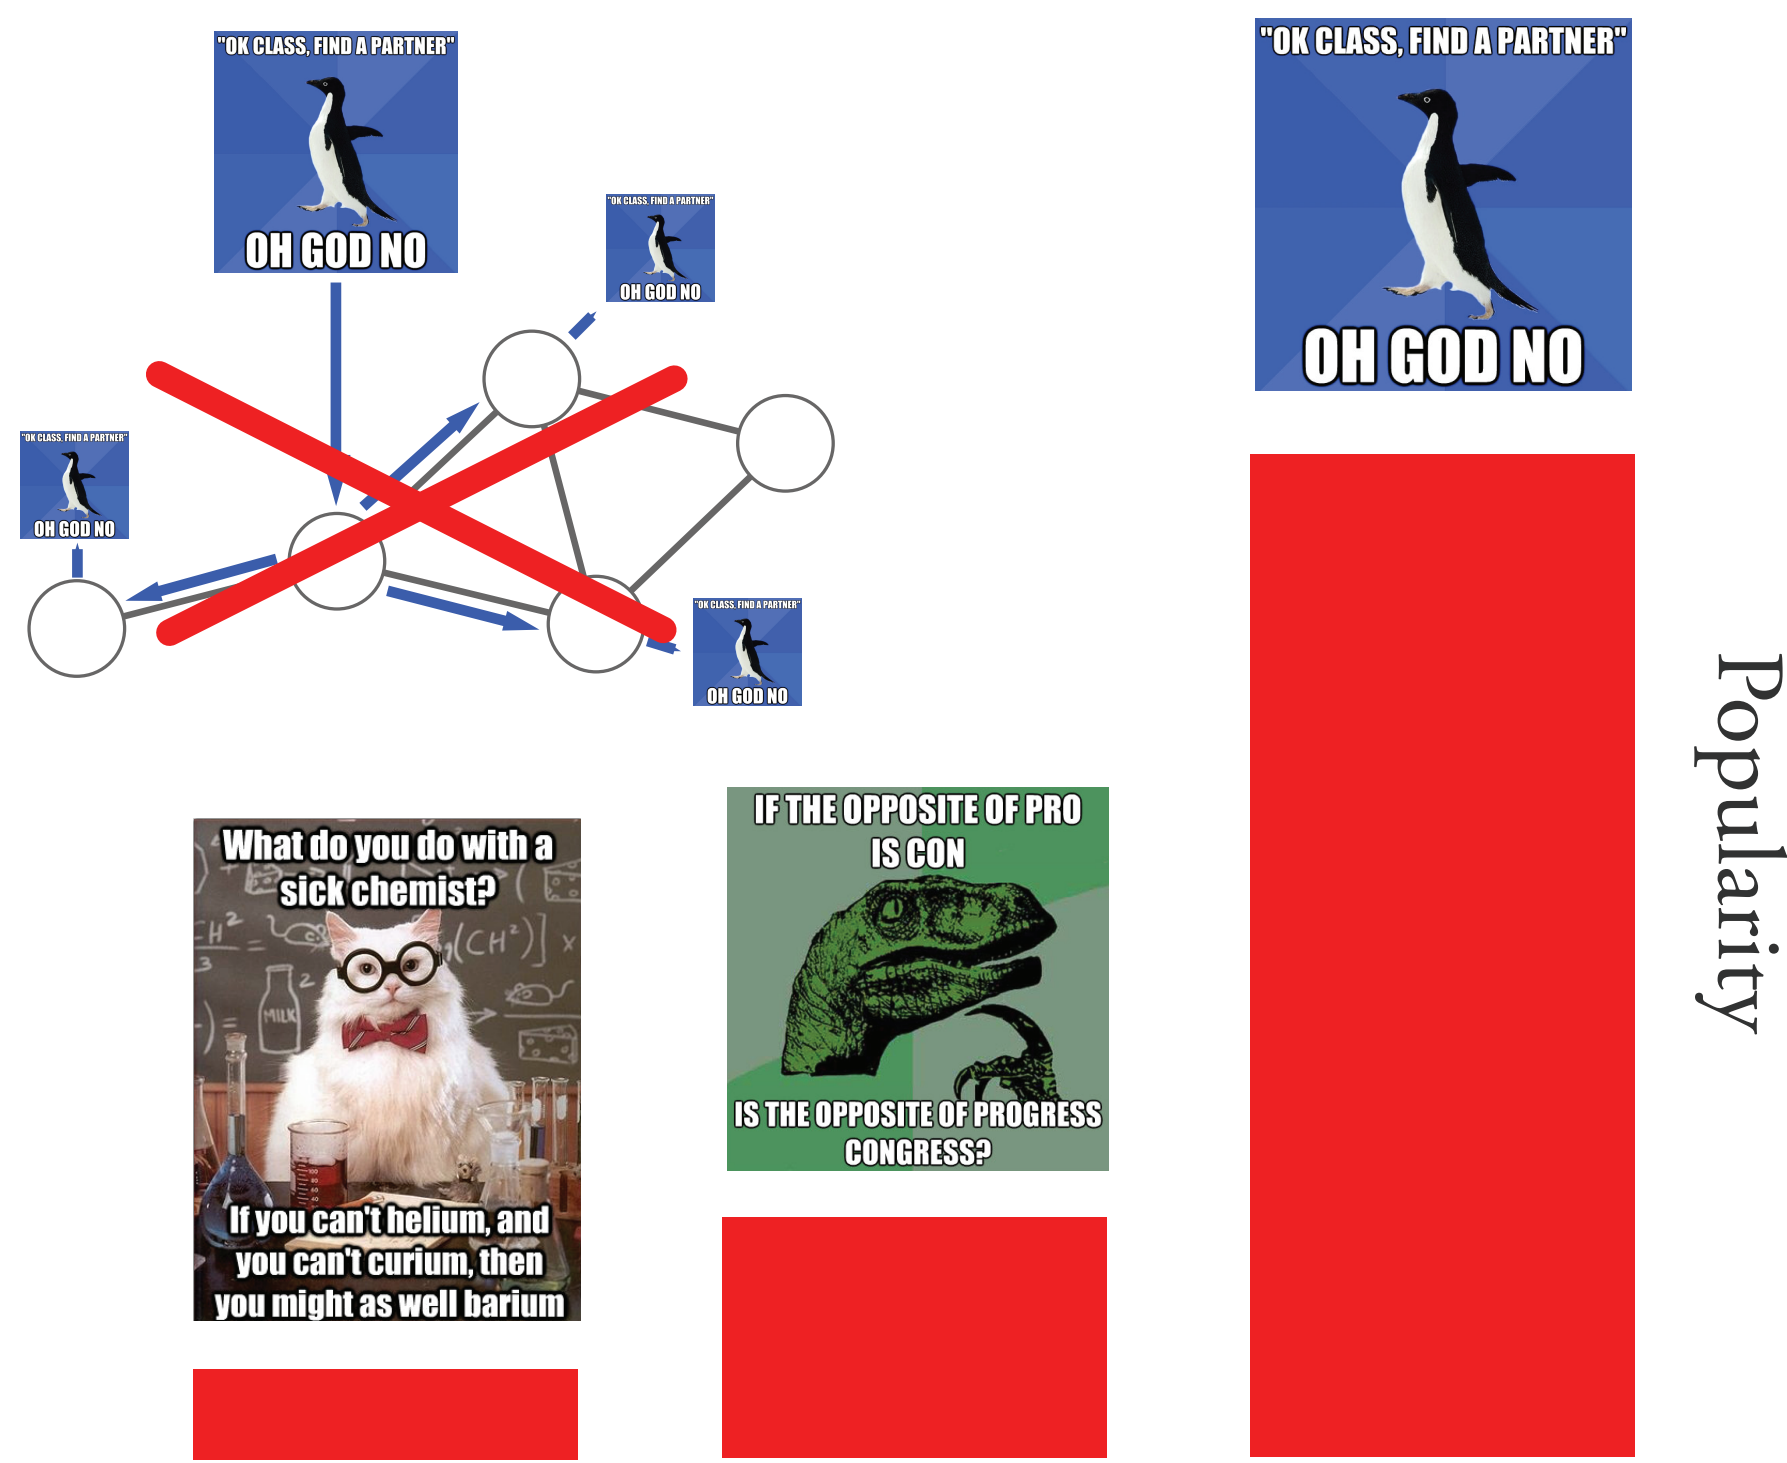 "OK CLASS, FIND A PARTNER"
OH GOD NO
"OK CLASS, FIND A PARTNER"
OH GOD NO
"OK CLASS, FIND A PARTNER"
OH GOD NO
"OK CLASS, FIND A PARTNER"
OH GOD NO
"OK CLASS, FIND A PARTNER"
OH GOD NO
What do you do with a
sick chemist?
MILK
If you can't helium, and
you can't curium, then
you might as well barium
IF THE OPPOSITE OF PRO
IS CON
IS THE OPPOSITE OF PROGRESS
CONGRESS?
Popularity